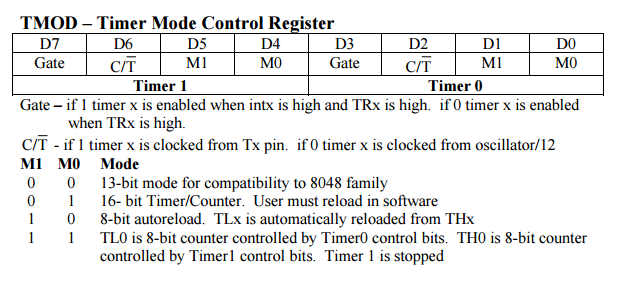 TMOD – Timer Mode Control Register
D7 D6 D5 D4 D3 D2 D1 D0
Gate C/T̅ M1 M0 Gate C/T̅ M1 M0
Timer 1 Timer 0
Gate – if 1 timer x is enabled when intx is high and TRx is high. if 0 timer x is enabled
when TRx is high.
C/T̅ - if 1 timer x is clocked from Tx pin. if 0 timer x is clocked from oscillator/12
M1 M0 Mode
0 0 13-bit mode for compatibility to 8048 family
0 1 16- bit Timer/Counter. User must reload in software
1 0 8-bit autoreload. TLx is automatically reloaded from THx
1 1 TL0 is 8-bit counter controlled by Timer0 control bits. TH0 is 8-bit counter
controlled by Timer1 control bits. Timer 1 is stopped